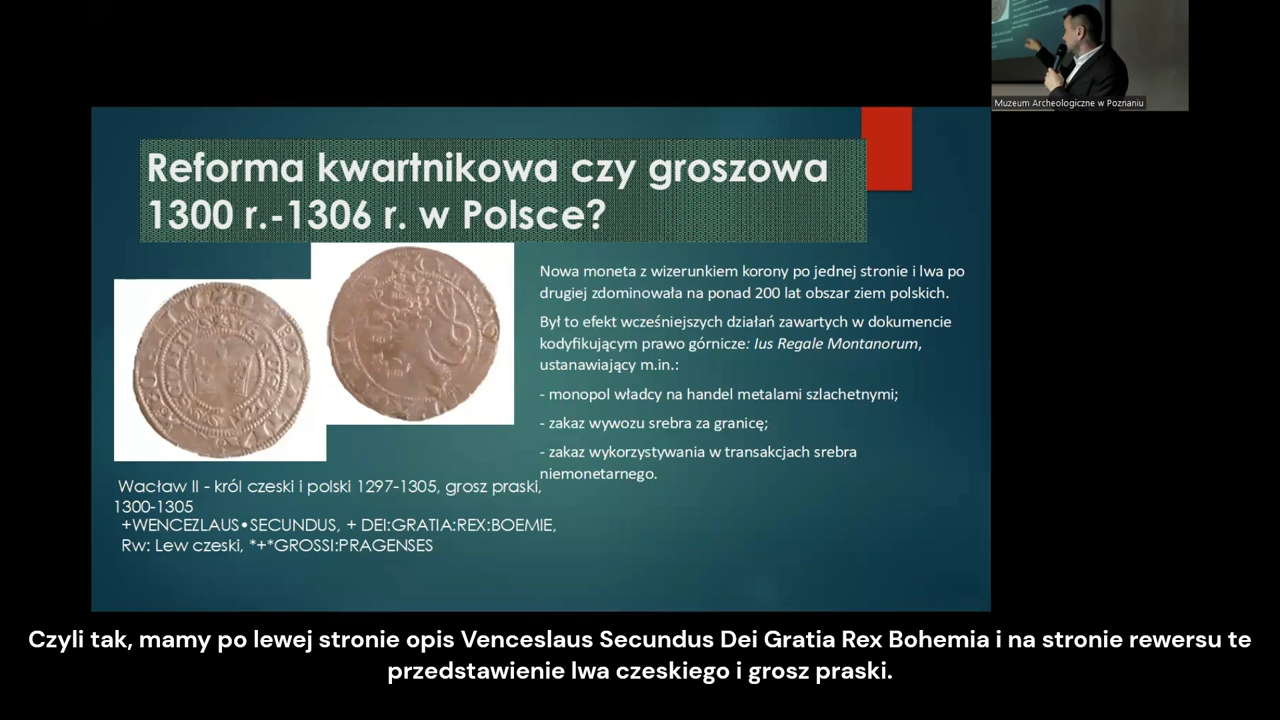 Muzeum Archeologiczne w Poznaniu
Reforma kwartnikowa czy groszowa
1300 r.-1306 r. w Polsce?
Nowa moneta z wizerunkiem korony po jednej stronie i lwa po
drugiej zdominowała na ponad 200 lat obszar ziem polskich.
Był to efekt wcześniejszych działań zawartych w dokumencie
kodyfikującym prawo górnicze: Ius Regale Montanorum,
ustanawiający m.in.:
- monopol władcy na handel metalami szlachetnymi;
- zakaz wywozu srebra za granicę;
- zakaz wykorzystywania w transakcjach srebra
niemonetarnego.
Wacław II - król czeski i polski 1297-1305, grosz praski,
1300-1305
+WENCEZLAUS•SECUNDUS, + DEI:GRATIA:REX:BOEMIE,
Rw: Lew czeski, *+*GROSSI:PRAGENSES
Czyli tak, mamy po lewej stronie opis Venceslaus Secundus Dei Gratia Rex Bohemia i na stronie rewersu te
przedstawienie lwa czeskiego i grosz praski.